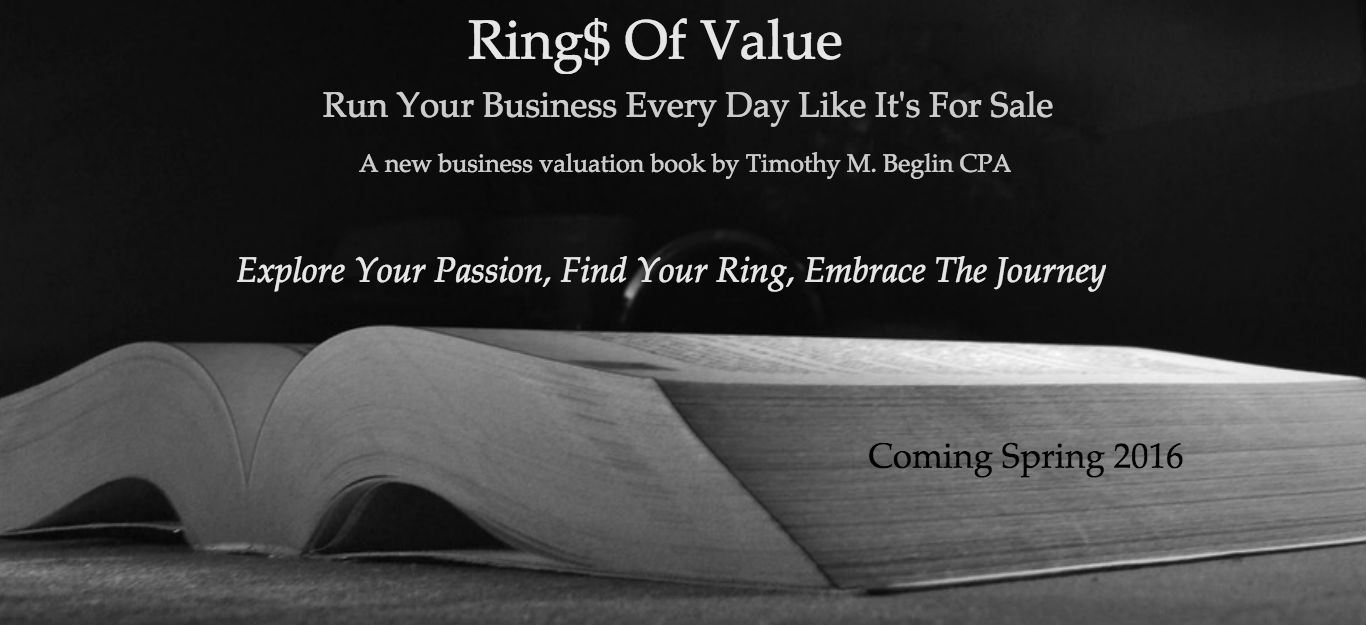 Ring$ Of Value
Run Your Business Every Day Like It's For Sale
A new business valuation book by Timothy M. Beglin CPA
Explore Your Passion, Find Your Ring, Embrace The Journey
Coming Spring 2016